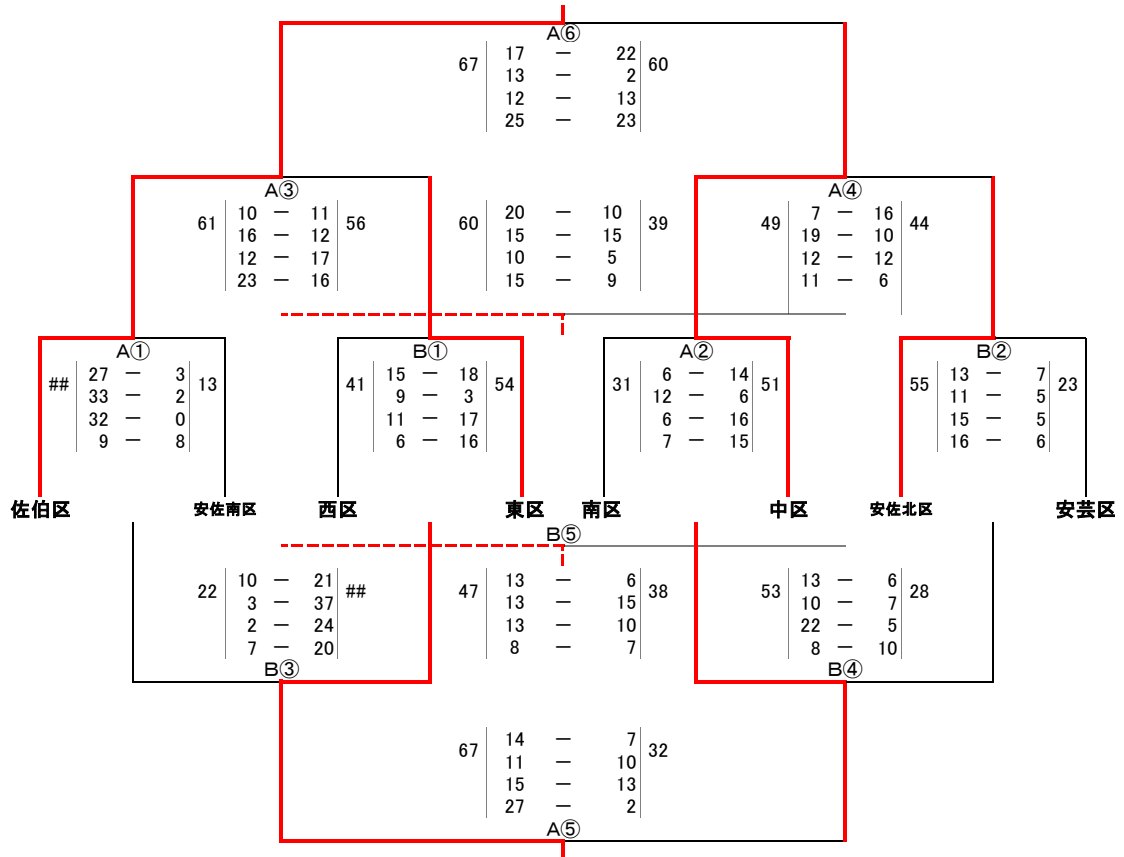 A⑥
67 17 － 22 60
13 － 2
12 － 13
25 － 23
A③ A④
61 10 － 11 56 60 20 － 10 39 49 7 － 16 44
16 － 12 15 － 15 19 － 10
12 － 17 10 － 5 12 － 12
23 － 16 15 － 9 11 － 6
A① B① A② B②
## 27 － 3 13 41 15 － 18 54 31 6 － 14 51 55 13 － 7 23
33 － 2 9 － 3 12 － 6 11 － 5
32 － 0 11 － 17 6 － 16 15 － 5
9 － 8 6 － 16 7 － 15 16 － 6
佐伯区 安佐南区 西区 東区 南区 中区 安佐北区 安芸区
B⑤
22 10 － 21 ## 47 13 － 6 38 53 13 － 6 28
3 － 37 13 － 15 10 － 7
2 － 24 13 － 10 22 － 5
7 － 20 8 － 7 8 － 10
B③ B④
67 14 － 7 32
11 － 10
15 － 13
27 － 2
A⑤